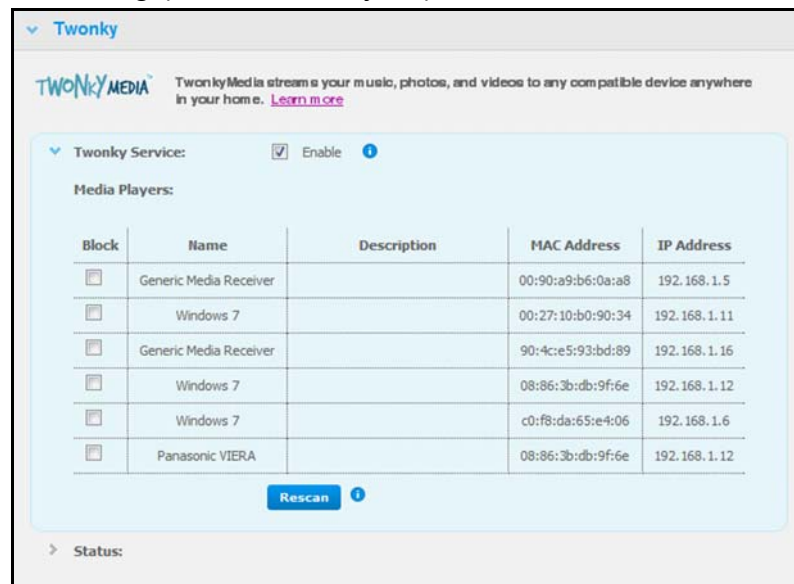 Twonky
TWONKY MEDIA TwonkyMedia streams your music, photos, and videos to any compatible device anywhere
in your home. Learn more
Twonky Service: Enable
Media Players:
Block Name Description MAC Address IP Address
Generic Media Receiver 00:90:a9:b6:0a:a8 192.168.1.5
Windows 7 00:27:10:b0:90:34 192.168.1.11
Generic Media Receiver 90:4c:e5:93:bd:89 192.168.1.16
Windows 7 08:86:3b:db:9f:6e 192.168.1.12
Windows 7 c0:f8:da:65:e4:06 192.168.1.6
Panasonic VIERA 08:86:3b:db:9f:6e 192.168.1.12
Rescan
Status: